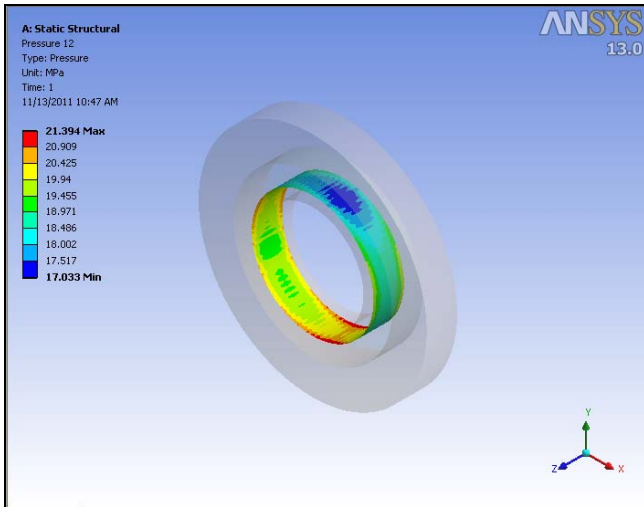 A: Static Structural
Pressure 12
Type: Pressure
Unit: MPa
Time: 1
11/13/2011 10:47 AM
21.394 Max
20.909
20.425
19.94
19.455
18.971
18.486
18.002
17.517
17.033 Min
ANSYS
13.0
Y
Z
X